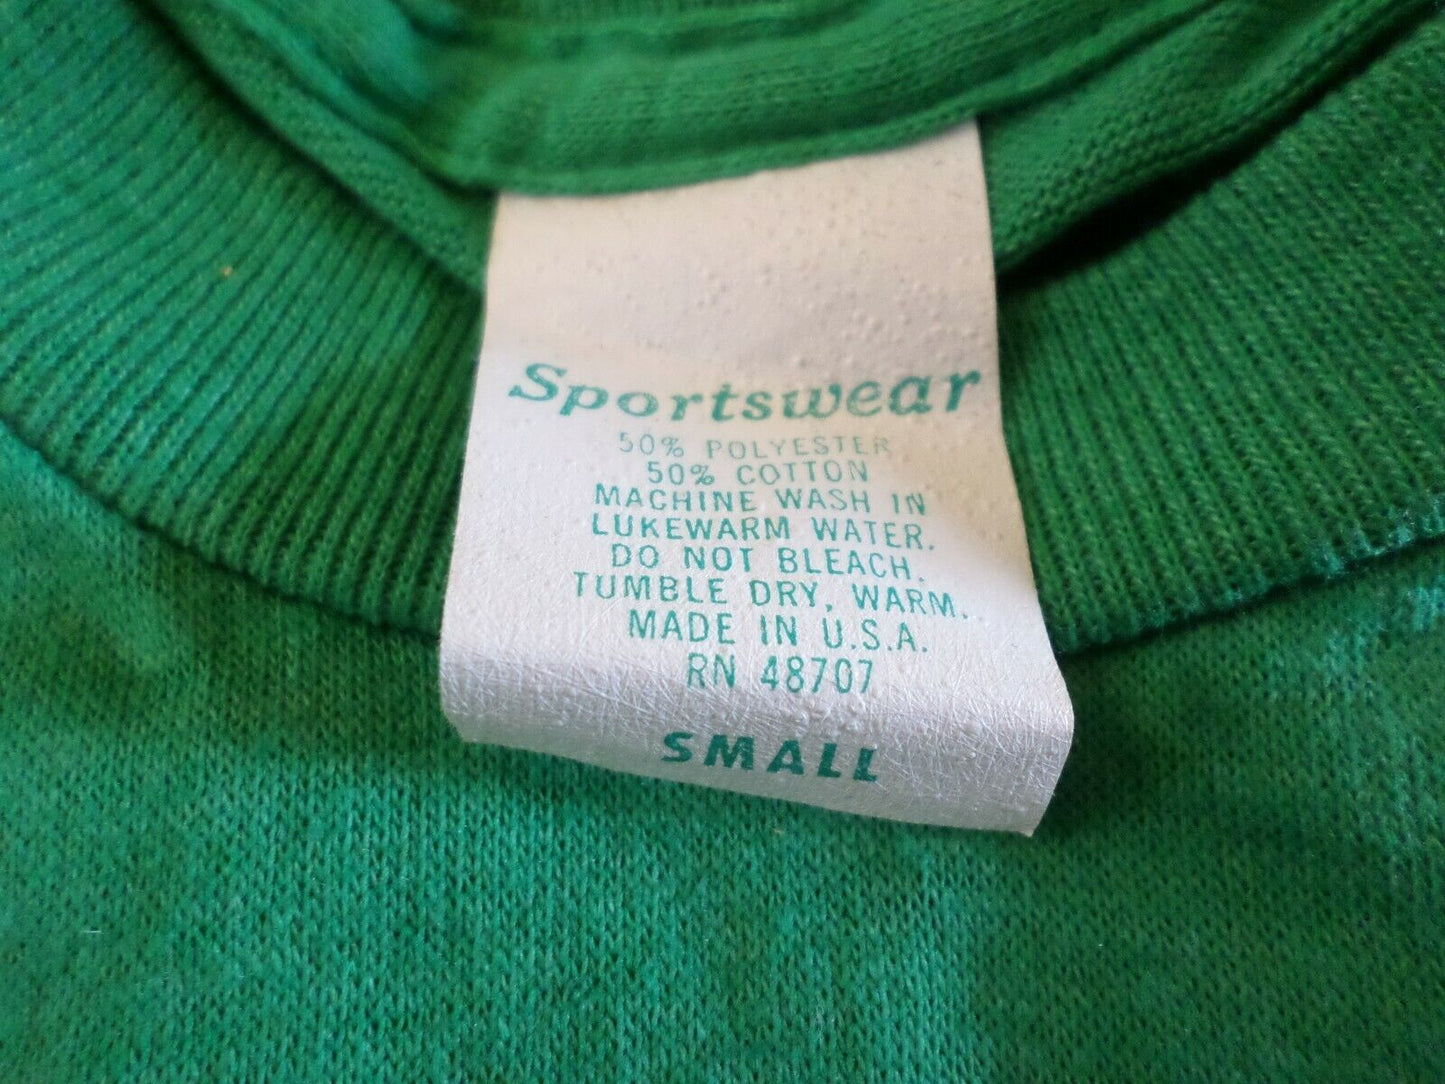 Sportswear
50% POLYESTER
50% COTTON
MACHINE WASH IN
LUKEWARM WATER.
DO NOT BLEACH.
TUMBLE DRY, WARM.
MADE IN U.S.A.
RN 48707
SMALL